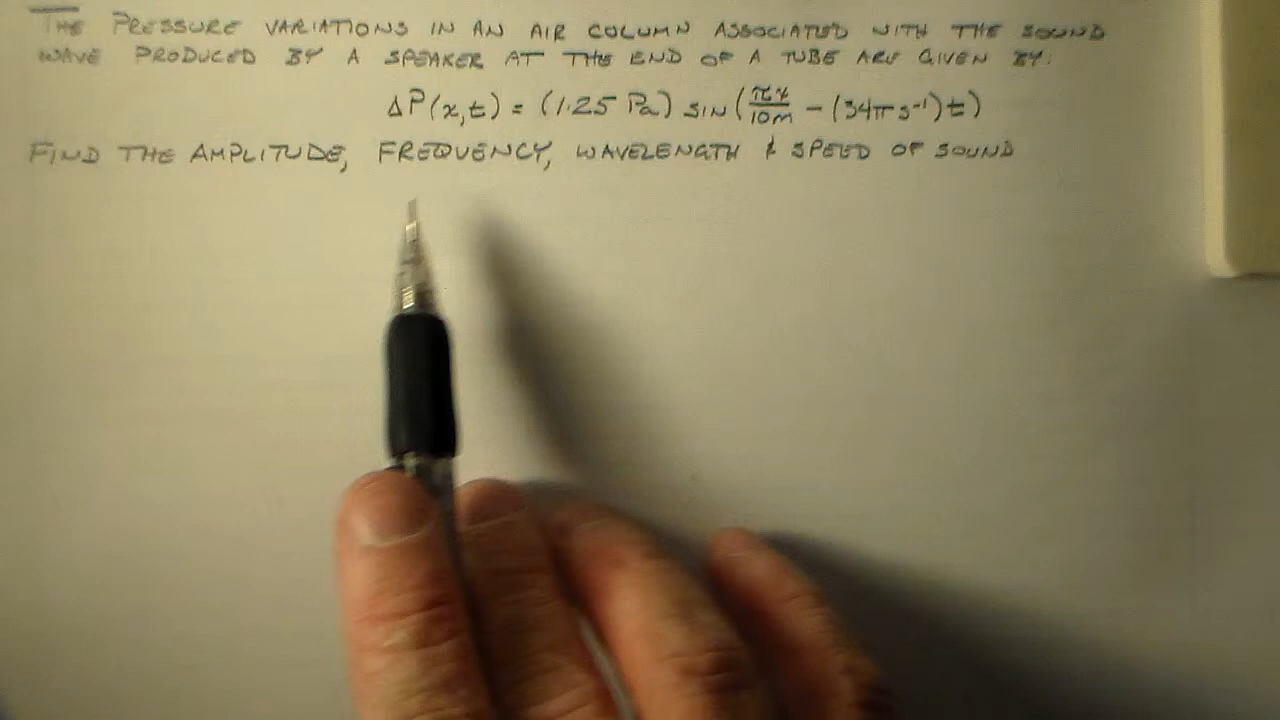 THE PRESSURE VARIATIONS IN AN AIR COLUMN ASSOCIATED WITH THE SOUND
WAVE PRODUCED BY A SPEAKER AT THE END OF A TUBE ARE GIVEN BY:
ΔP(x,t) = (1.25 Pa) SIN(πx/10m - (34π s⁻¹)t)
FIND THE AMPLITUDE, FREQUENCY, WAVELENGTH & SPEED OF SOUND